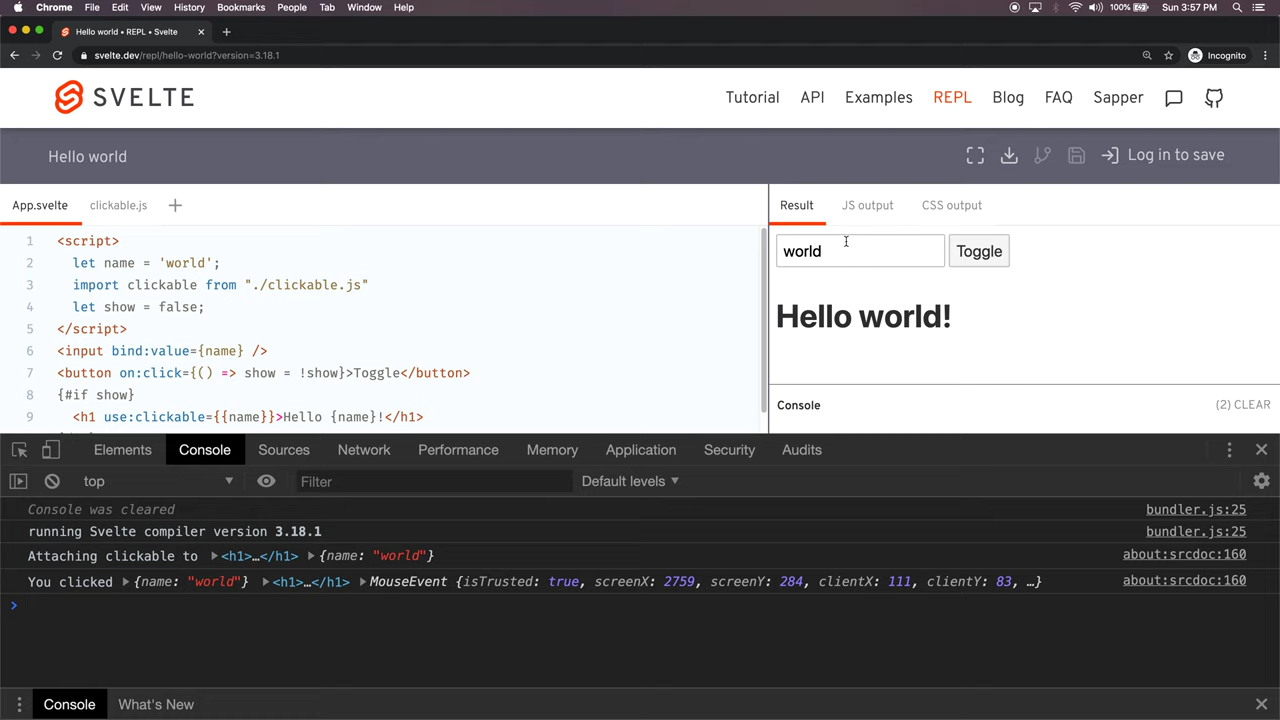 Chrome File Edit View History Bookmarks People Tab Window Help 100% Sun 3:57 PM
Hello world • REPL • Svelte
svelte.dev/repl/hello-world?version=3.18.1 Incognito
SVELTE Tutorial API Examples REPL Blog FAQ Sapper
Hello world Log in to save
App.svelte clickable.js + Result JS output CSS output
1 <script>
2 let name = 'world';
3 import clickable from "./clickable.js"
4 let show = false;
5 </script>
6 <input bind:value={name} />
7 <button on:click={() => show = !show}>Toggle</button>
8 {#if show}
9 <h1 use:clickable={{name}}>Hello {name}!</h1>
world Toggle
Hello world!
Console (2) CLEAR
Elements Console Sources Network Performance Memory Application Security Audits
top Filter Default levels
Console was cleared bundler.js:25
running Svelte compiler version 3.18.1 bundler.js:25
Attaching clickable to <h1>…</h1> {name: "world"} about:srcdoc:160
You clicked {name: "world"} <h1>…</h1> MouseEvent {isTrusted: true, screenX: 2759, screenY: 284, clientX: 111, clientY: 83, …} about:srcdoc:160
Console What's New